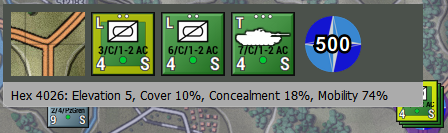 L
3/C/1-2 AC
4 S
L
6/C/1-2 AC
4 S
T
7/C/1-2 AC
4 S
500
Hex 4026: Elevation 5, Cover 10%, Concealment 18%, Mobility 74%
2/4/PzGren
9 S
4 S